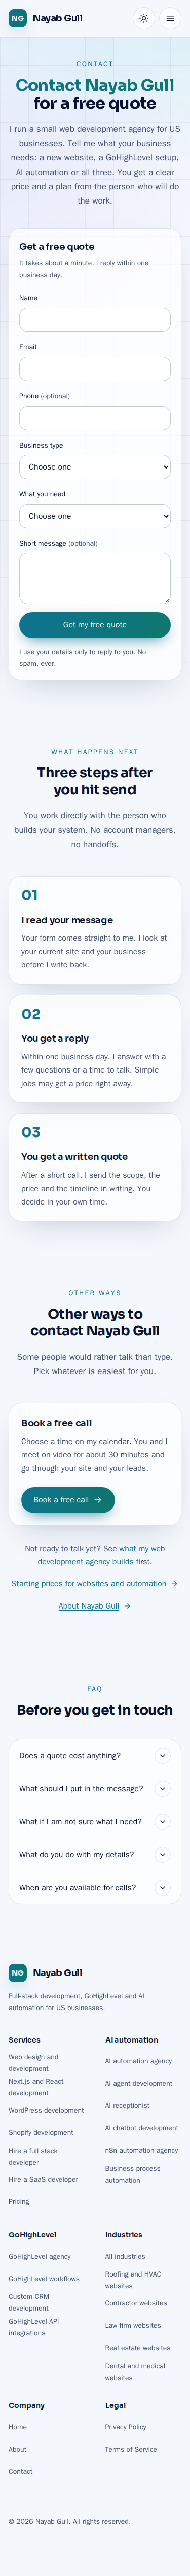 NG Nayab Gull
CONTACT
Contact Nayab Gull
for a free quote
I run a small web development agency for US
businesses. Tell me what your business
needs: a new website, a GoHighLevel setup,
AI automation or all three. You get a clear
price and a plan from the person who will do
the work.
Get a free quote
It takes about a minute. I reply within one
business day.
Name
Email
Phone (optional)
Business type
Choose one
What you need
Choose one
Short message (optional)
Get my free quote
I use your details only to reply to you. No
spam, ever.
WHAT HAPPENS NEXT
Three steps after
you hit send
You work directly with the person who
builds your system. No account managers,
no handoffs.
01
I read your message
Your form comes straight to me. I look at
your current site and your business
before I write back.
02
You get a reply
Within one business day, I answer with a
few questions or a time to talk. Simple
jobs may get a price right away.
03
You get a written quote
After a short call, I send the scope, the
price and the timeline in writing. You
decide in your own time.
OTHER WAYS
Other ways to
contact Nayab Gull
Some people would rather talk than type.
Pick whatever is easiest for you.
Book a free call
Choose a time on my calendar. You and I
meet on video for about 30 minutes and
go through your site and your leads.
Book a free call →
Not ready to talk yet? See what my web
development agency builds first.
Starting prices for websites and automation →
About Nayab Gull →
FAQ
Before you get in touch
Does a quote cost anything?
What should I put in the message?
What if I am not sure what I need?
What do you do with my details?
When are you available for calls?
NG Nayab Gull
Full-stack development, GoHighLevel and AI
automation for US businesses.
Services
Web design and
development
Next.js and React
development
WordPress development
Shopify development
Hire a full stack
developer
Hire a SaaS developer
Pricing
AI automation
AI automation agency
AI agent development
AI receptionist
AI chatbot development
n8n automation agency
Business process
automation
GoHighLevel
GoHighLevel agency
GoHighLevel workflows
Custom CRM
development
GoHighLevel API
integrations
Industries
All industries
Roofing and HVAC
websites
Contractor websites
Law firm websites
Real estate websites
Dental and medical
websites
Company
Home
About
Contact
Legal
Privacy Policy
Terms of Service
© 2026 Nayab Gull. All rights reserved.